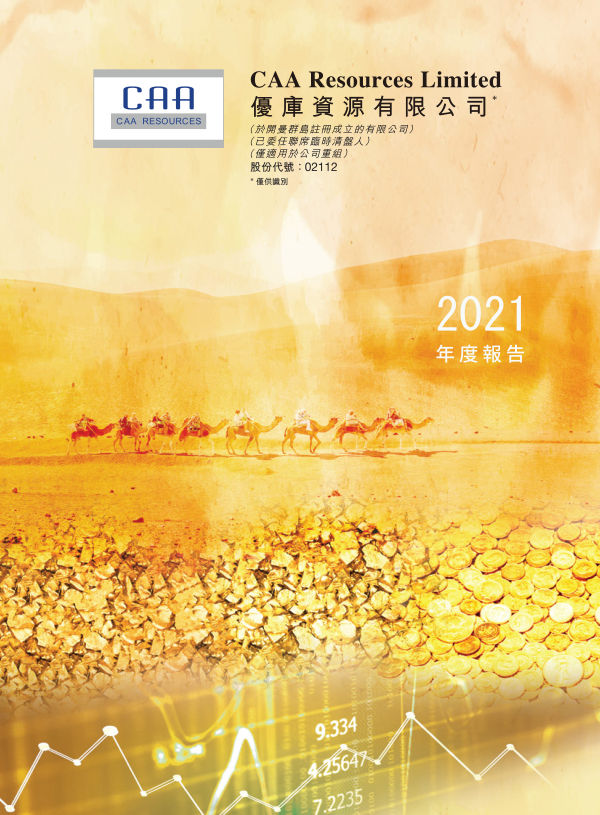 CAA
CAA RESOURCES
CAA Resources Limited
優庫資源有限公司*
(於開曼群島註冊成立的有限公司)
(已委任聯席臨時清盤人)
(僅適用於公司重組)
股份代號：02112
* 僅供識別
2021
年度報告
9.334
4.25647
7.2235